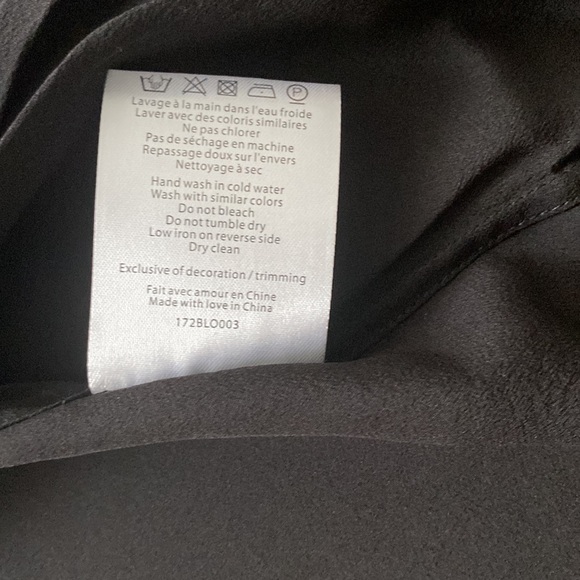 P
Lavage à la main dans l'eau froide
Laver avec des coloris similaires
Ne pas chlorer
Pas de séchage en machine
Repassage doux sur l'envers
Nettoyage à sec
Hand wash in cold water
Wash with similar colors
Do not bleach
Do not tumble dry
Low iron on reverse side
Dry clean
Exclusive of decoration / trimming
Fait avec amour en Chine
Made with love in China
172BLO003